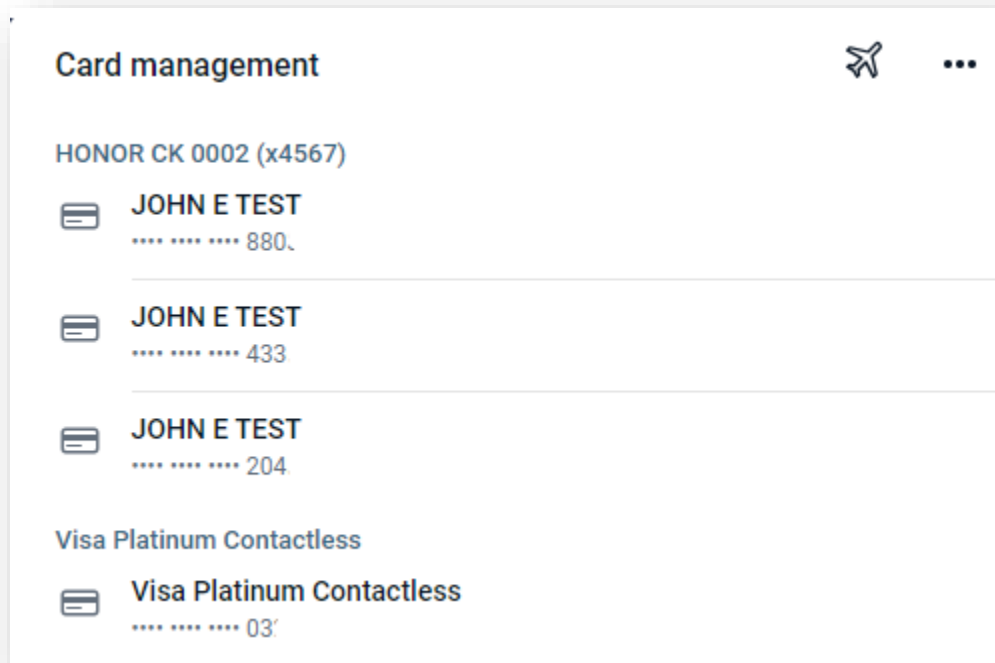 Card management
HONOR CK 0002 (x4567)
JOHN E TEST
•••• •••• •••• 880
JOHN E TEST
•••• •••• •••• 433
JOHN E TEST
•••• •••• •••• 204
Visa Platinum Contactless
Visa Platinum Contactless
•••• •••• •••• 03